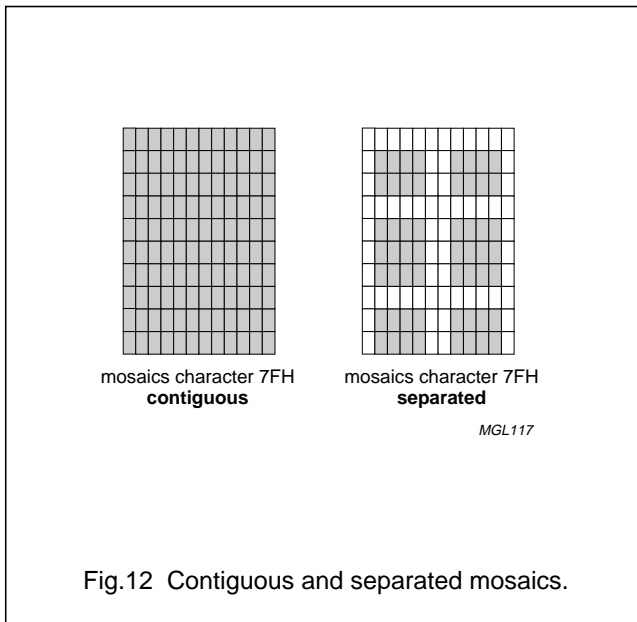 mosaics character 7FH
contiguous
mosaics character 7FH
separated
MGL117
Fig.12 Contiguous and separated mosaics.